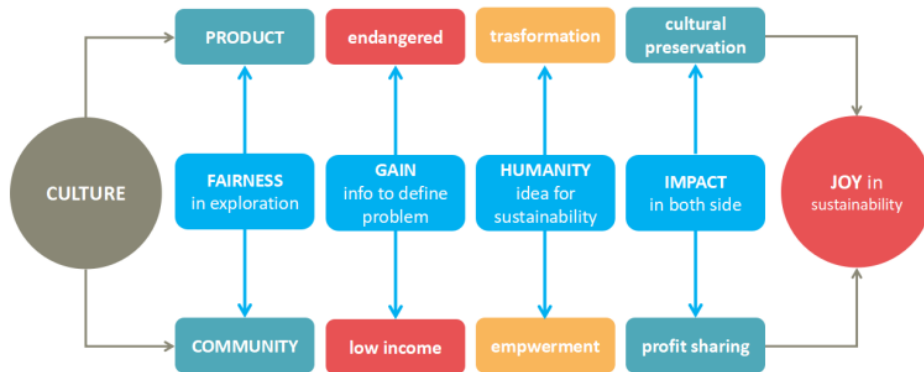 PRODUCT
endangered
trasformation
cultural
preservation
CULTURE
FAIRNESS
in exploration
GAIN
info to define
problem
HUMANITY
idea for
sustainability
IMPACT
in both side
JOY in
sustainability
COMMUNITY
low income
empwerment
profit sharing